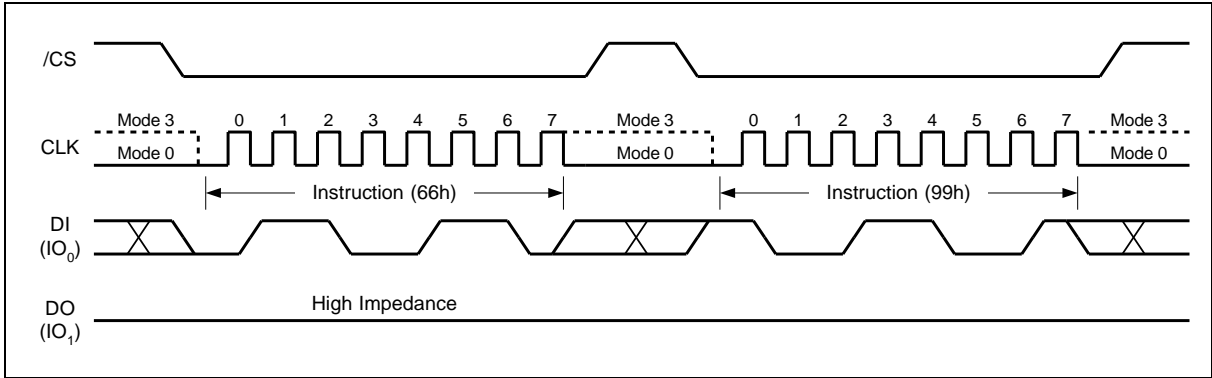 /CS
Mode 3 0 1 2 3 4 5 6 7 Mode 3 0 1 2 3 4 5 6 7 Mode 3
CLK Mode 0 Mode 0 Mode 0
Instruction (66h) Instruction (99h)
DI
(IO₀)
DO High Impedance
(IO₁)